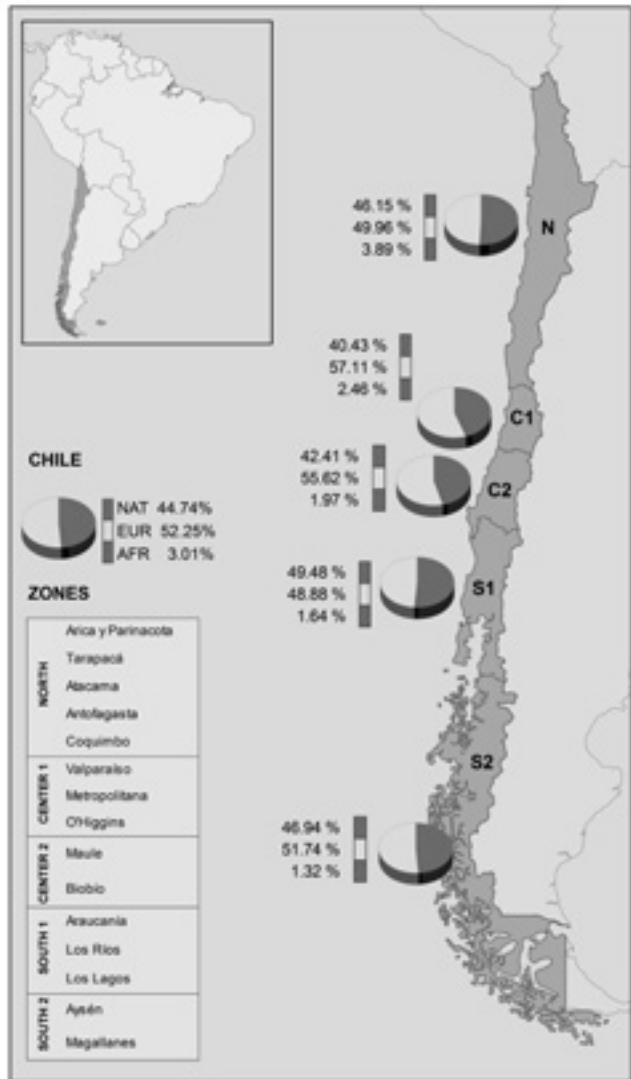 46.15 %
49.96 %
3.89 %
N
40.43 %
57.11 %
2.46 %
C1
CHILE
NAT 44.74%
EUR 52.25%
AFR 3.01%
42.41 %
55.62 %
1.97 %
C2
49.48 %
48.88 %
1.64 %
S1
S2
46.94 %
51.74 %
1.32 %
ZONES
NORTH
Arica y Parinacota
Tarapacá
Atacama
Antofagasta
Coquimbo
CENTER 1
Valparaíso
Metropolitana
O'Higgins
CENTER 2
Maule
Biobío
SOUTH 1
Araucanía
Los Ríos
Los Lagos
SOUTH 2
Aysén
Magallanes